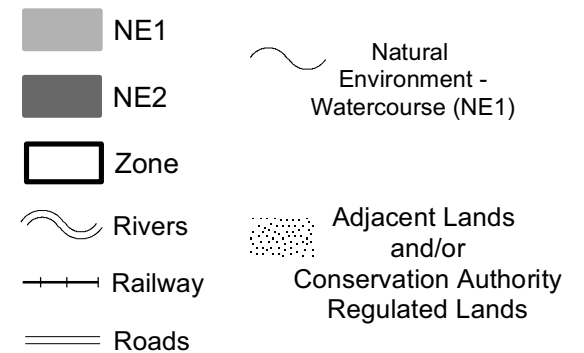 NE1
NE2
Zone
Rivers
Railway
Roads
Natural
Environment -
Watercourse (NE1)
Adjacent Lands
and/or
Conservation Authority
Regulated Lands